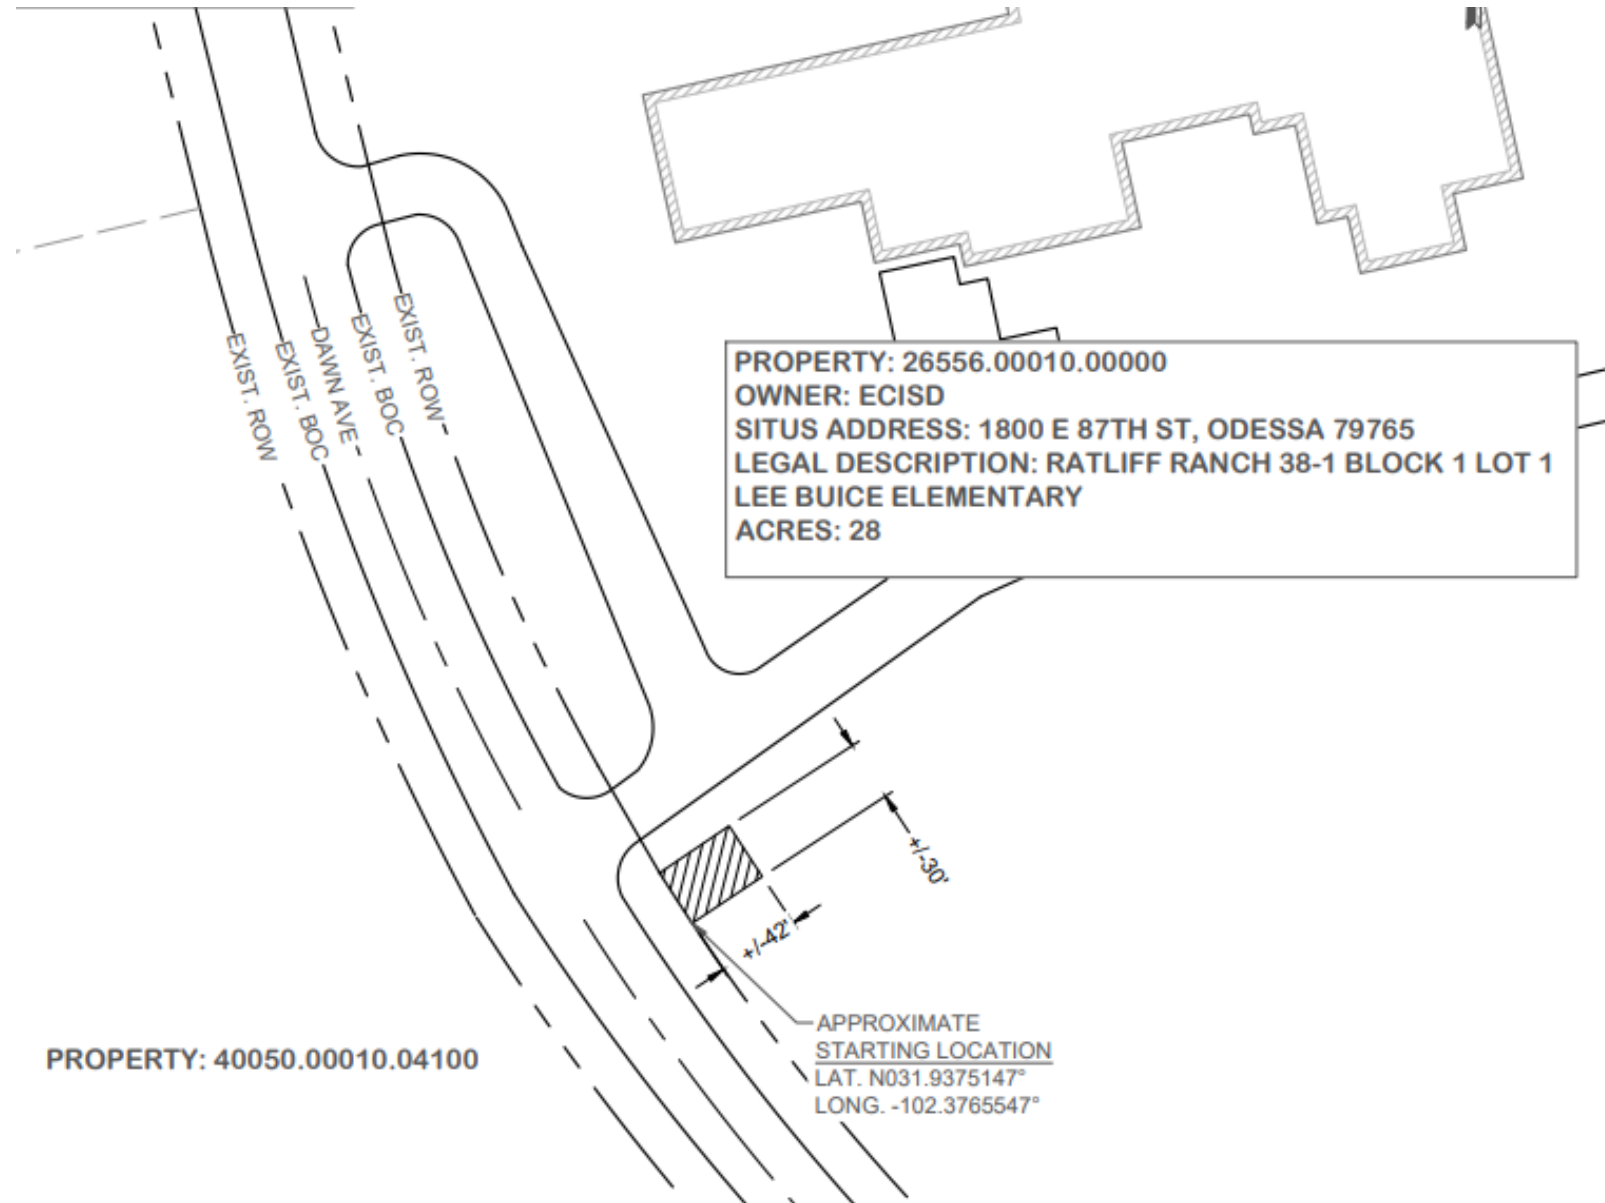 EXIST. ROW
EXIST. BOC
DAWN AVE
EXIST. BOC
EXIST. ROW
PROPERTY: 26556.00010.00000
OWNER: ECISD
SITUS ADDRESS: 1800 E 87TH ST, ODESSA 79765
LEGAL DESCRIPTION: RATLIFF RANCH 38-1 BLOCK 1 LOT 1
LEE BUICE ELEMENTARY
ACRES: 28
+/-30'
+/-42'
APPROXIMATE
STARTING LOCATION
LAT. N031.9375147°
LONG. -102.3765547°
PROPERTY: 40050.00010.04100